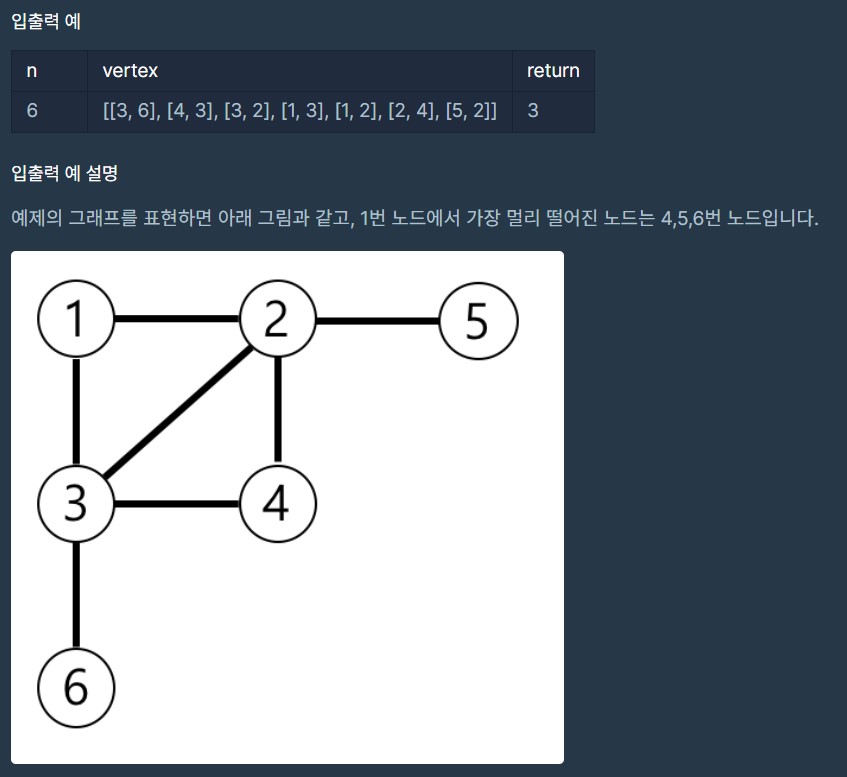 입출력 예
n vertex return
6 [[3, 6], [4, 3], [3, 2], [1, 3], [1, 2], [2, 4], [5, 2]] 3
입출력 예 설명
예제의 그래프를 표현하면 아래 그림과 같고, 1번 노드에서 가장 멀리 떨어진 노드는 4,5,6번 노드입니다.
1 2 5
3 4
6